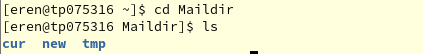 [eren@tp075316 ~]$ cd Maildir
[eren@tp075316 Maildir]$ ls
cur  new  tmp